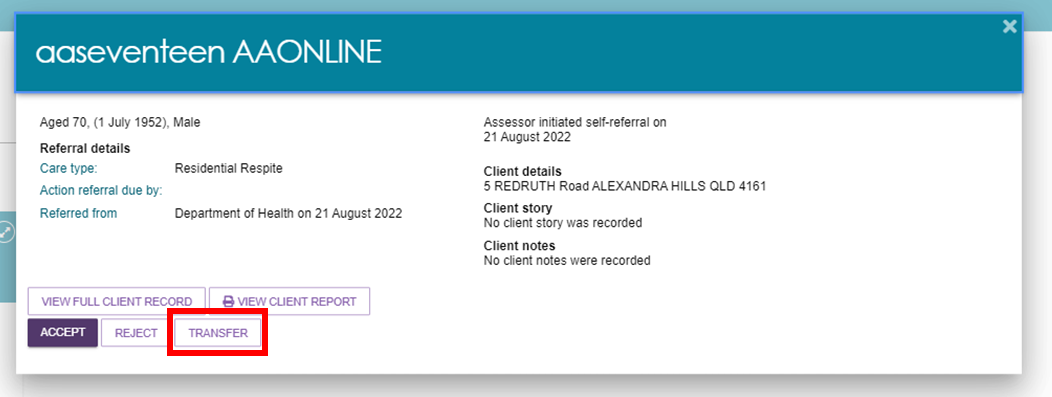 aaseventeen AAONLINE
Aged 70, (1 July 1952), Male
Referral details
Care type: Residential Respite
Action referral due by:
Referred from Department of Health on 21 August 2022
Assessor initiated self-referral on
21 August 2022
Client details
5 REDRUTH Road ALEXANDRA HILLS QLD 4161
Client story
No client story was recorded
Client notes
No client notes were recorded
VIEW FULL CLIENT RECORD VIEW CLIENT REPORT
ACCEPT REJECT TRANSFER